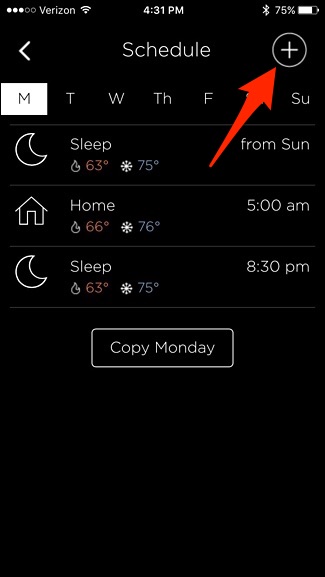 Verizon 4:31 PM 75%
Schedule
M T W Th F Su
Sleep from Sun
63° 75°
Home 5:00 am
66° 76°
Sleep 8:30 pm
63° 75°
Copy Monday